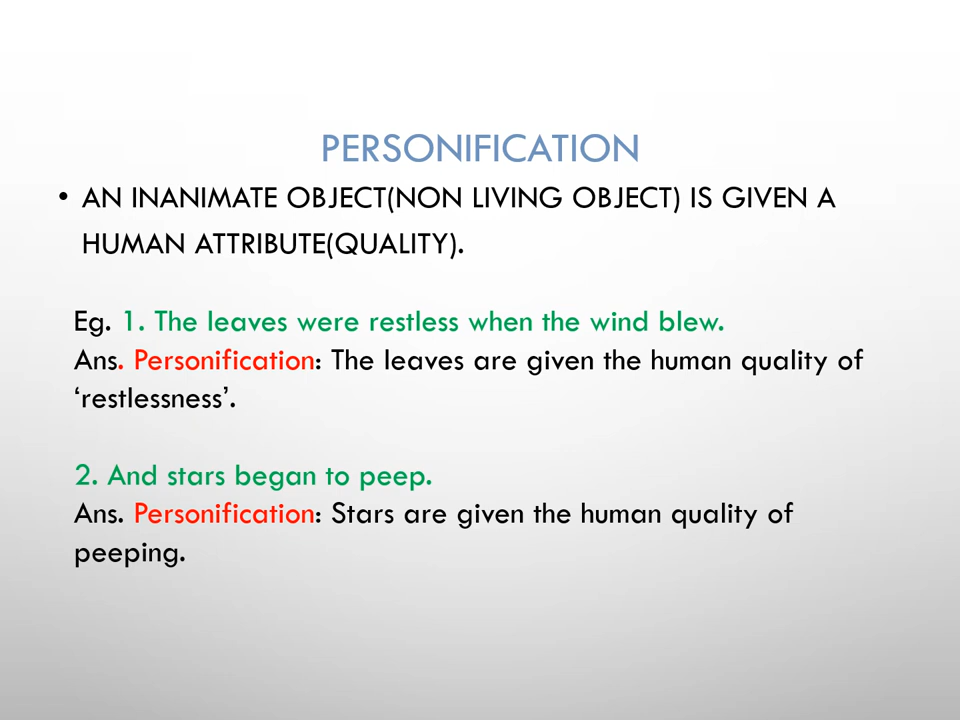 PERSONIFICATION
• AN INANIMATE OBJECT(NON LIVING OBJECT) IS GIVEN A
HUMAN ATTRIBUTE(QUALITY).
Eg. 1. The leaves were restless when the wind blew.
Ans. Personification: The leaves are given the human quality of
‘restlessness’.
2. And stars began to peep.
Ans. Personification: Stars are given the human quality of
peeping.